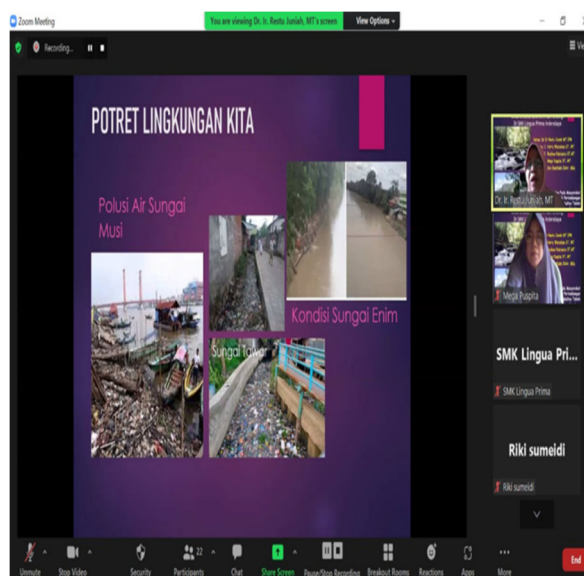 Zoom Meeting
You are viewing Dr. Ir. Restu Juniah, MT's screen
View Options
Recording...
POTRET LINGKUNGAN KITA
Polusi Air Sungai
Musi
Kondisi Sungai Enim
Sungai Tawar
Dr. Ir. Restu Juniah, MT
Mega Puspita
SMK Lingua Pri...
SMK Lingua Prima
Riki sumeidi
Riki sumeidi
Unmute
Stop Video
Security
22
Participants
Chat
Share Screen
Pause/Stop Recording
Breakout Rooms
Reactions
Apps
More
End